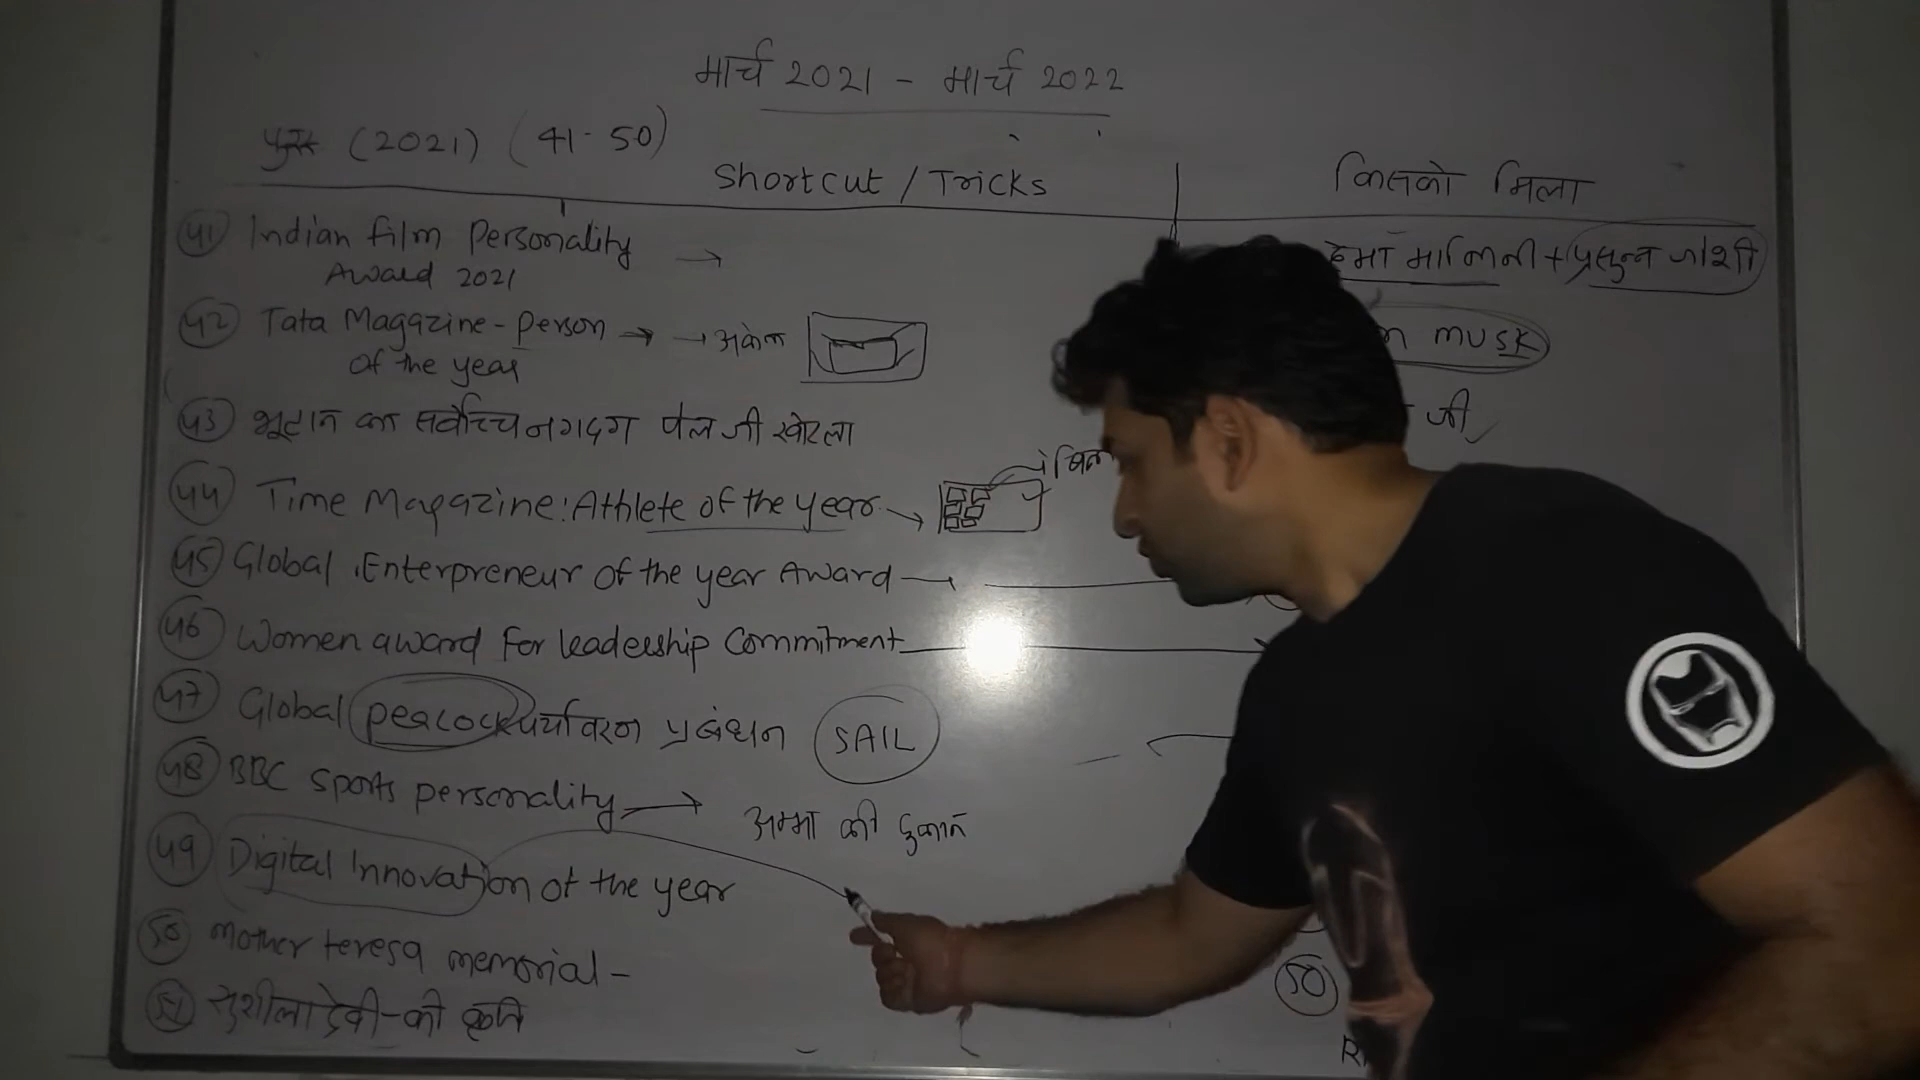 मार्च 2021 - मार्च 2022
(2021) (41-50)
Shortcut / Tricks
किसको मिला
41 Indian film Personality
Award 2021
हेमा मालिनी + प्रसुन्न जोशी
42 Tata Magazine - Person → → अकेला
of the year
musk
43 भूटान का सर्वोच्च नगदग पेल जी खोरला
जी
44 Time Magazine: Athlete of the year →
45 Global Enterpreneur of the year Award →
46 Women award For leadership Commitment
47 Global peacock पर्यावरण प्रबंधन SAIL
48 BBC Sports personality → अम्मा की दुकान
49 Digital Innovation of the year
50 Mother teresa memorial -
50
51 सुशीला देवी - की कृति